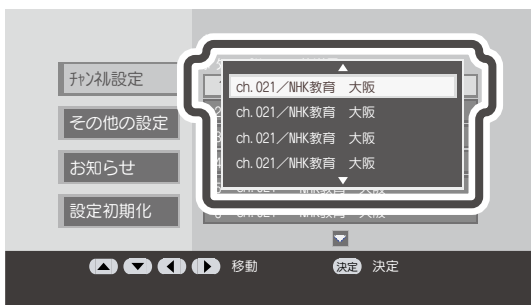 チャンネル設定
その他の設定
お知らせ
設定初期化
ch.021／NHK教育　大阪
ch.021／NHK教育　大阪
ch.021／NHK教育　大阪
ch.021／NHK教育　大阪
移動
決定 決定